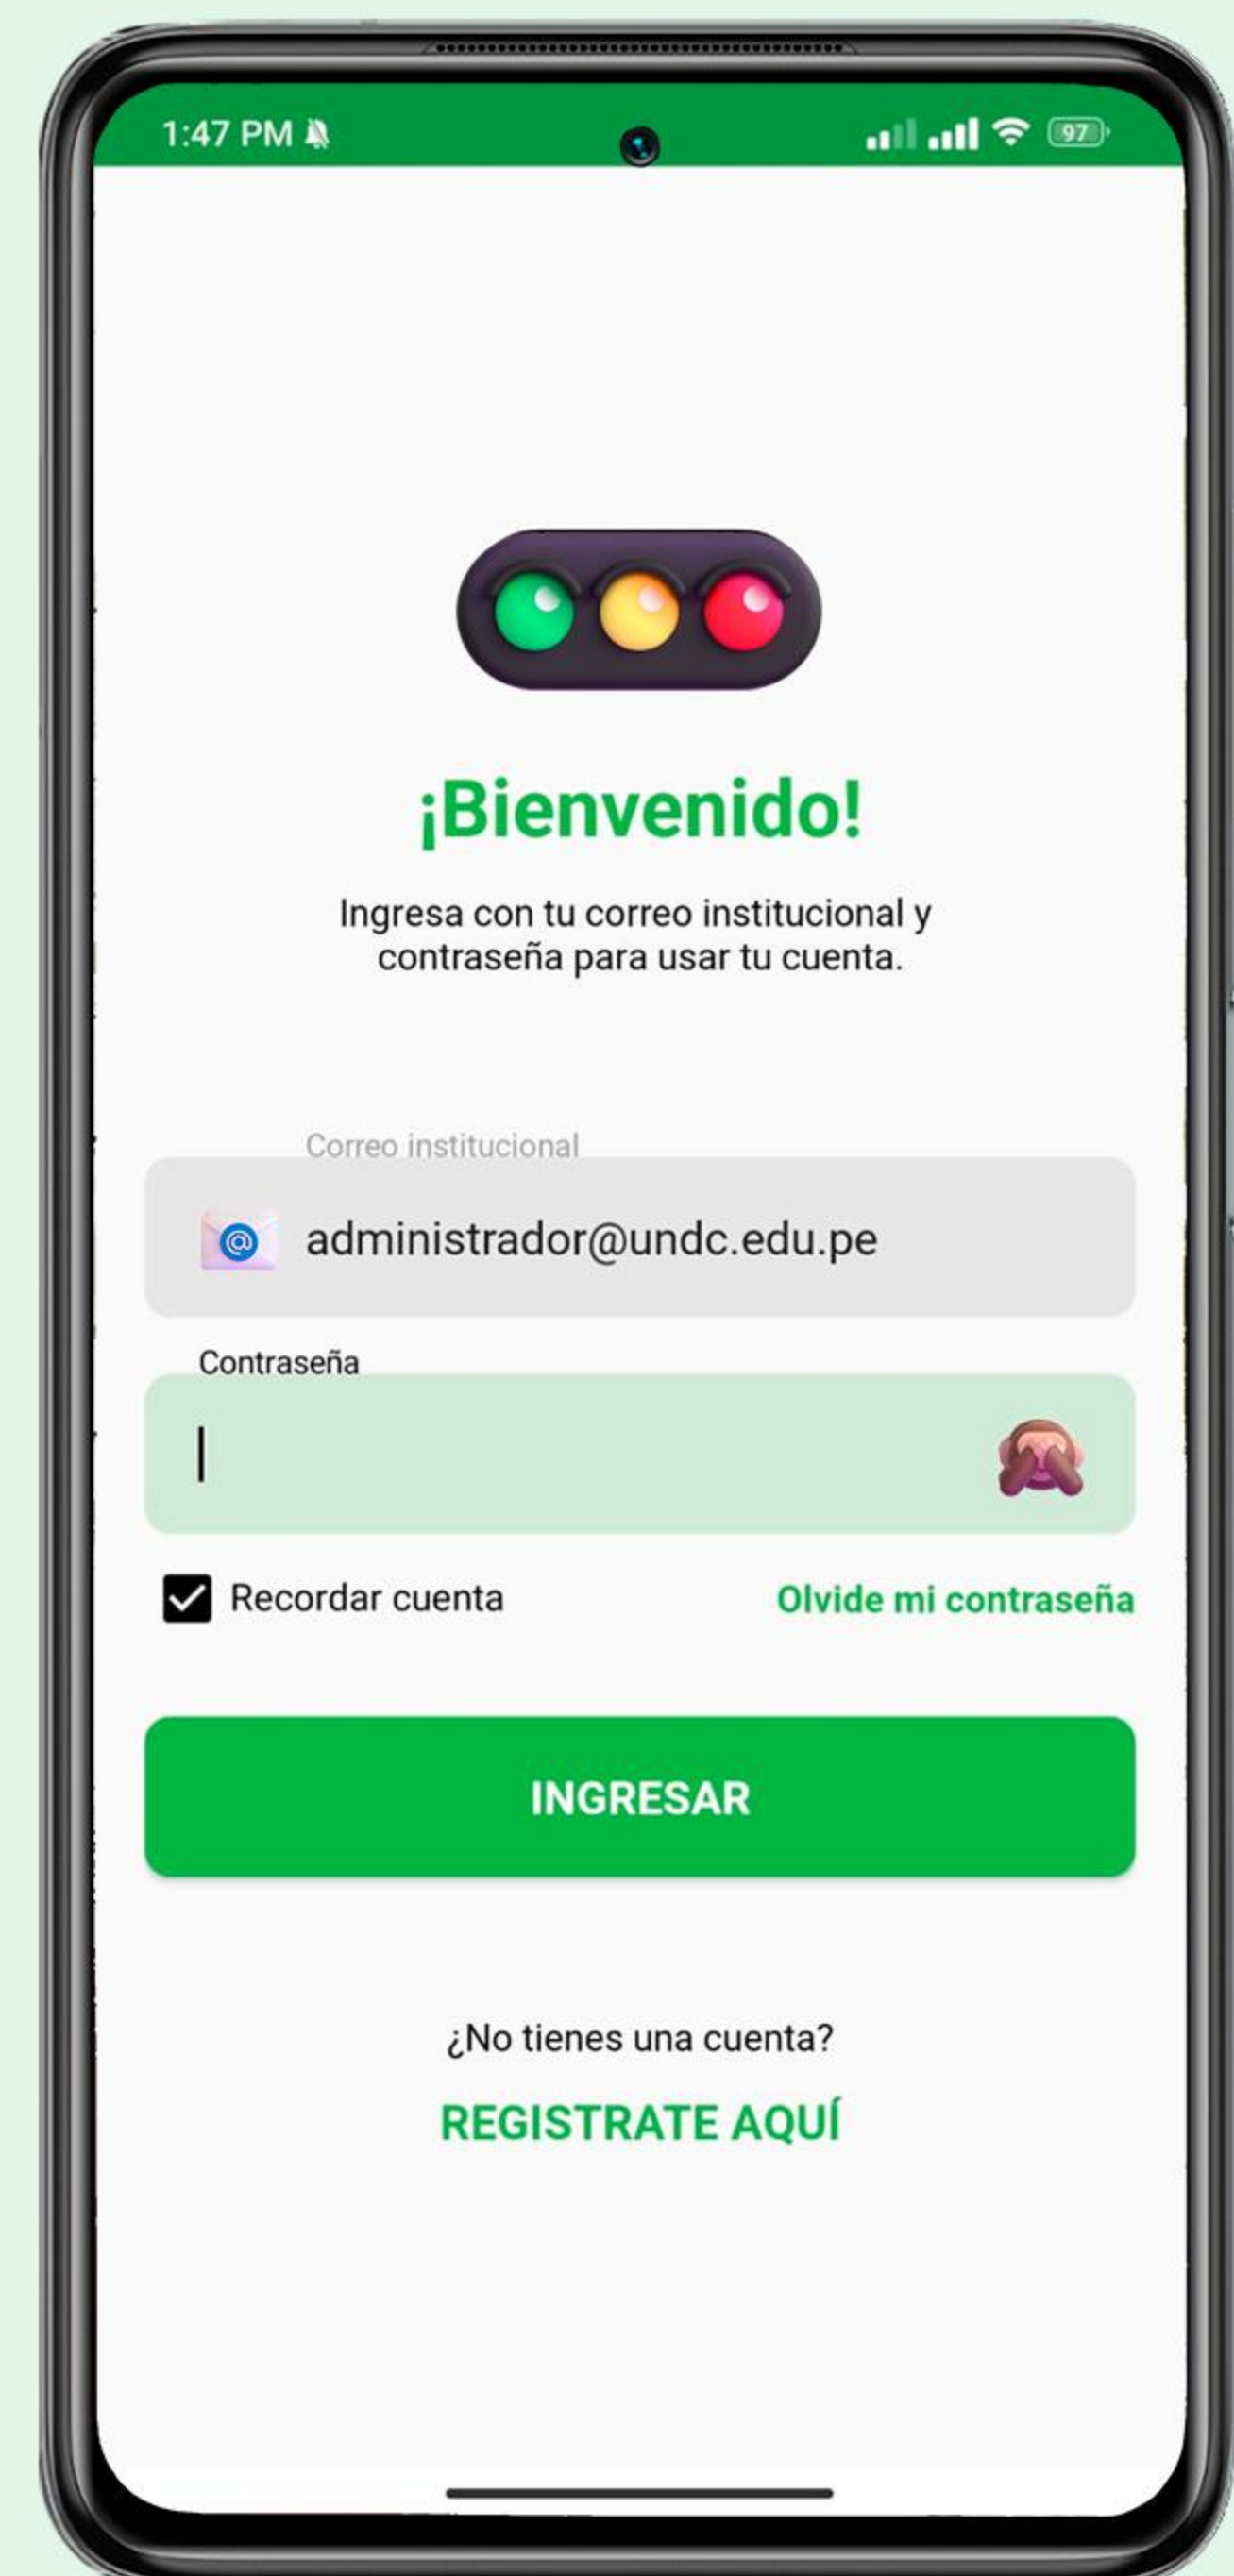 1:47 PM
97
¡Bienvenido!
Ingresa con tu correo institucional y
contraseña para usar tu cuenta.
Correo institucional
@ administrador@undc.edu.pe
Contraseña
Recordar cuenta
Olvide mi contraseña
INGRESAR
¿No tienes una cuenta?
REGISTRATE AQUÍ